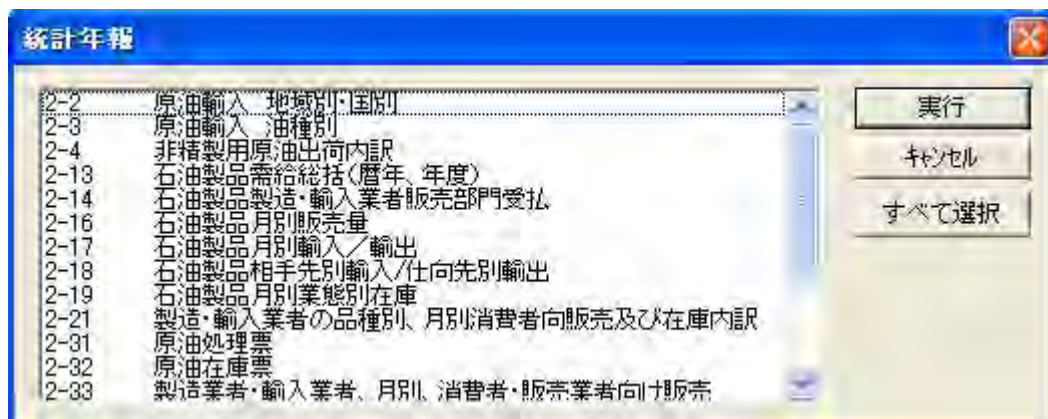 統計年報
2-2 原油輸入 地域別・国別
2-3 原油輸入 油種別
2-4 非精製用原油出荷内訳
2-13 石油製品需給総括(暦年、年度)
2-14 石油製品製造・輸入業者販売部門受払
2-16 石油製品月別販売量
2-17 石油製品月別輸入／輸出
2-18 石油製品相手先別輸入/仕向先別輸出
2-19 石油製品月別業態別在庫
2-21 製造・輸入業者の品種別、月別消費者向販売及び在庫内訳
2-31 原油処理票
2-32 原油在庫票
2-33 製造業者・輸入業者、月別、消費者・販売業者向け販売
実行
キャンセル
すべて選択